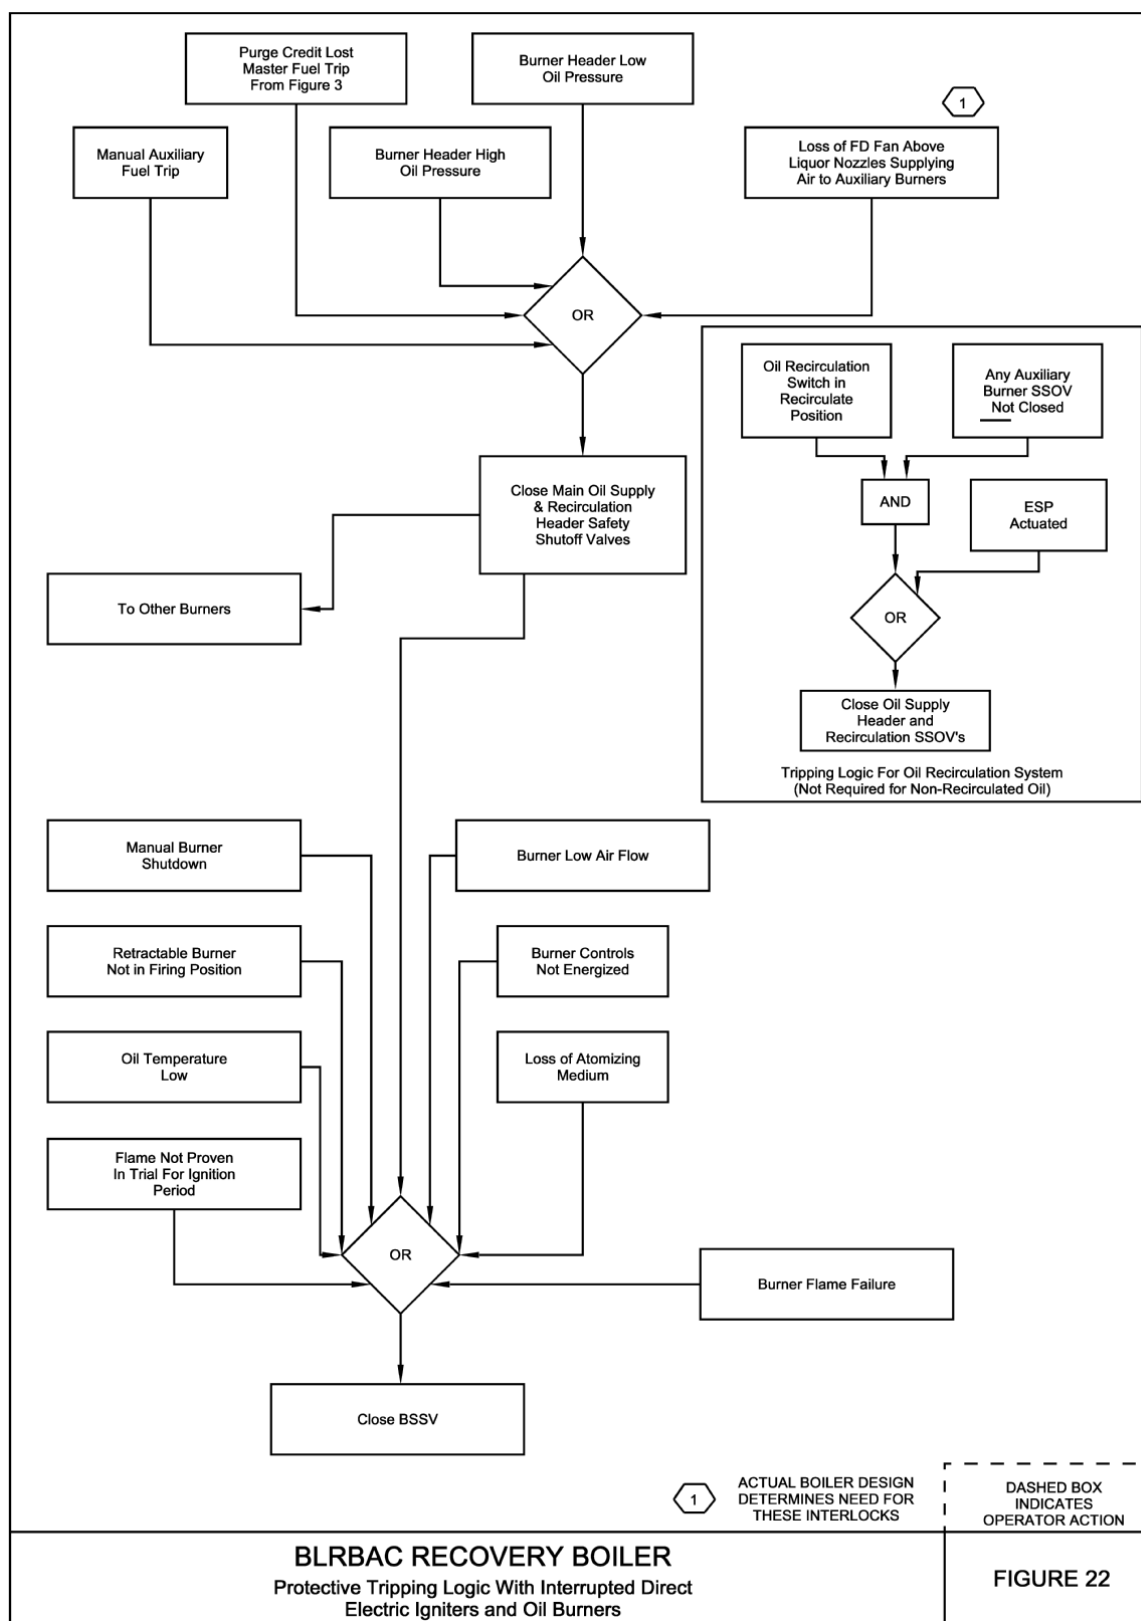 Purge Credit Lost
Master Fuel Trip
From Figure 3
Burner Header Low
Oil Pressure
1
Manual Auxiliary
Fuel Trip
Burner Header High
Oil Pressure
Loss of FD Fan Above
Liquor Nozzles Supplying
Air to Auxiliary Burners
OR
Oil Recirculation
Switch in
Recirculate
Position
Any Auxiliary
Burner SSOV
Not Closed
AND
ESP
Actuated
OR
Close Oil Supply
Header and
Recirculation SSOV's
Tripping Logic For Oil Recirculation System
(Not Required for Non-Recirculated Oil)
Close Main Oil Supply
& Recirculation
Header Safety
Shutoff Valves
To Other Burners
Manual Burner
Shutdown
Burner Low Air Flow
Retractable Burner
Not in Firing Position
Burner Controls
Not Energized
Oil Temperature
Low
Loss of Atomizing
Medium
Flame Not Proven
In Trial For Ignition
Period
OR
Burner Flame Failure
Close BSSV
1
ACTUAL BOILER DESIGN
DETERMINES NEED FOR
THESE INTERLOCKS
DASHED BOX
INDICATES
OPERATOR ACTION
BLRBAC RECOVERY BOILER
Protective Tripping Logic With Interrupted Direct
Electric Igniters and Oil Burners
FIGURE 22